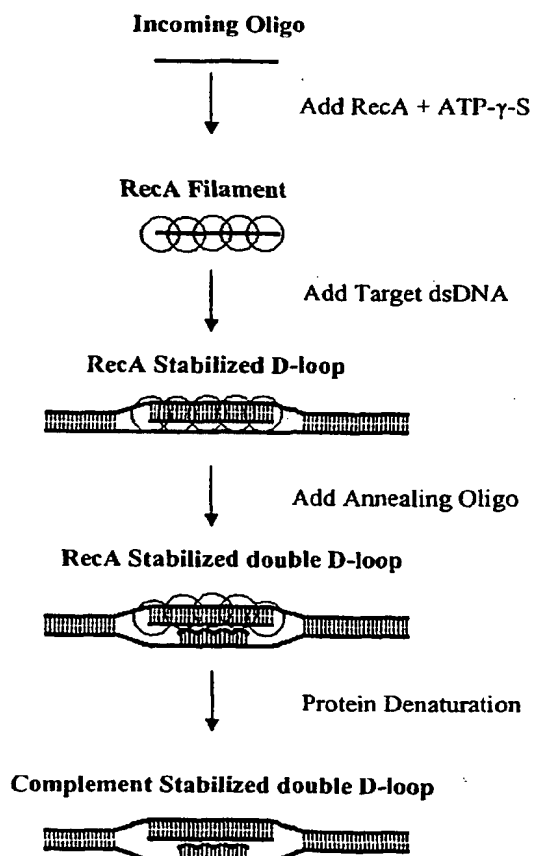 Incoming Oligo
Add RecA + ATP-γ-S
RecA Filament
Add Target dsDNA
RecA Stabilized D-loop
Add Annealing Oligo
RecA Stabilized double D-loop
Protein Denaturation
Complement Stabilized double D-loop